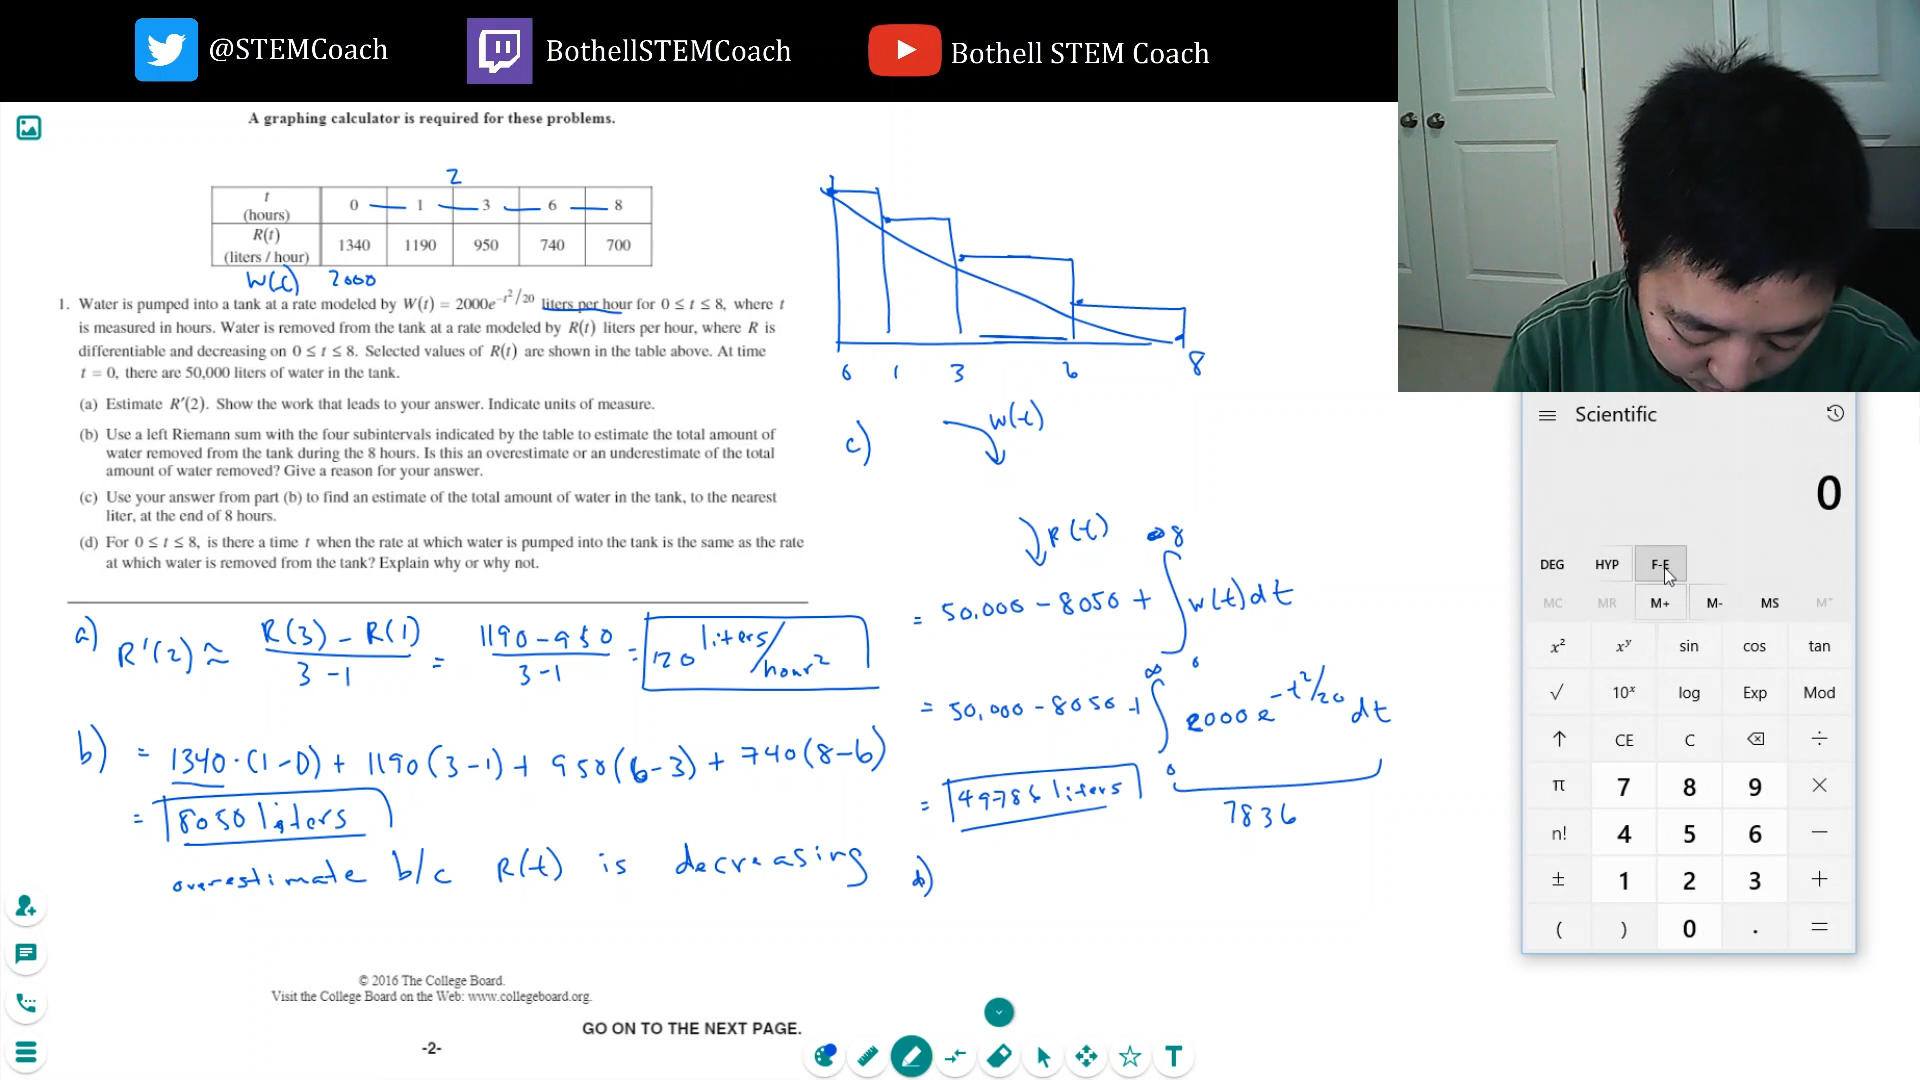 @STEMCoach BothellSTEMCoach Bothell STEM Coach
A graphing calculator is required for these problems.
2
t (hours) 0 1 3 6 8
R(t) (liters / hour) 1340 1190 950 740 700
W(t) 2000
1. Water is pumped into a tank at a rate modeled by W(t) = 2000e^(-t²/20) liters per hour for 0 ≤ t ≤ 8, where t
is measured in hours. Water is removed from the tank at a rate modeled by R(t) liters per hour, where R is
differentiable and decreasing on 0 ≤ t ≤ 8. Selected values of R(t) are shown in the table above. At time
t = 0, there are 50,000 liters of water in the tank.
(a) Estimate R′(2). Show the work that leads to your answer. Indicate units of measure.
(b) Use a left Riemann sum with the four subintervals indicated by the table to estimate the total amount of
water removed from the tank during the 8 hours. Is this an overestimate or an underestimate of the total
amount of water removed? Give a reason for your answer.
(c) Use your answer from part (b) to find an estimate of the total amount of water in the tank, to the nearest
liter, at the end of 8 hours.
(d) For 0 ≤ t ≤ 8, is there a time t when the rate at which water is pumped into the tank is the same as the rate
at which water is removed from the tank? Explain why or why not.
a) R'(2) ≈ R(3) - R(1) / 3 - 1 = 1190 - 950 / 3 - 1 = 120 liters/hour²
b) = 1340·(1-0) + 1190(3-1) + 950(6-3) + 740(8-6)
= 8050 liters
overestimate b/c R(t) is decreasing
0 1 3 6 8
c) W(t)
R(t)
= 50,000 - 8050 + ∫ 0 8 W(t)dt
= 50,000 - 8050 + ∫ 0 ∞ 2000e^(-t²/20) dt
7836
= 49786 liters
d)
© 2016 The College Board.
Visit the College Board on the Web: www.collegeboard.org.
GO ON TO THE NEXT PAGE.
-2-
T
Scientific
0
DEG HYP F-E
MC MR M+ M- MS M˅
x² xʸ sin cos tan
√ 10ˣ log Exp Mod
↑ CE C ÷
π 7 8 9 ×
n! 4 5 6 −
± 1 2 3 +
( ) 0 . =